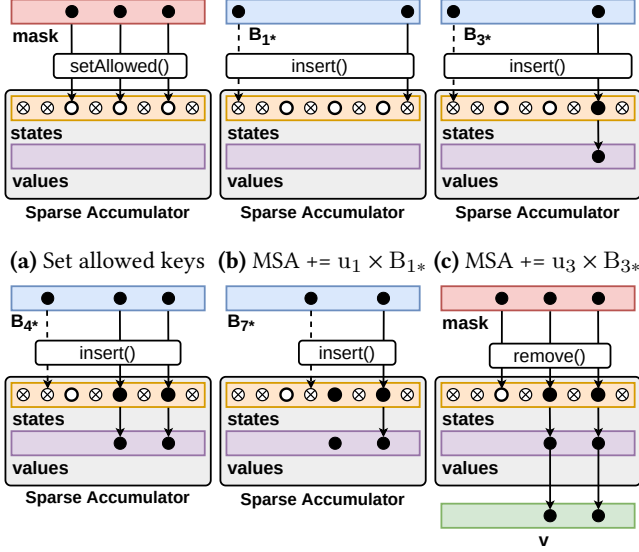 mask
B1*
B3*
setAllowed()
insert()
insert()
states
states
states
values
values
values
Sparse Accumulator
Sparse Accumulator
Sparse Accumulator
(a) Set allowed keys (b) MSA += u₁ × B₁* (c) MSA += u₃ × B₃*
B4*
B7*
mask
insert()
insert()
remove()
states
states
states
values
values
values
Sparse Accumulator
Sparse Accumulator